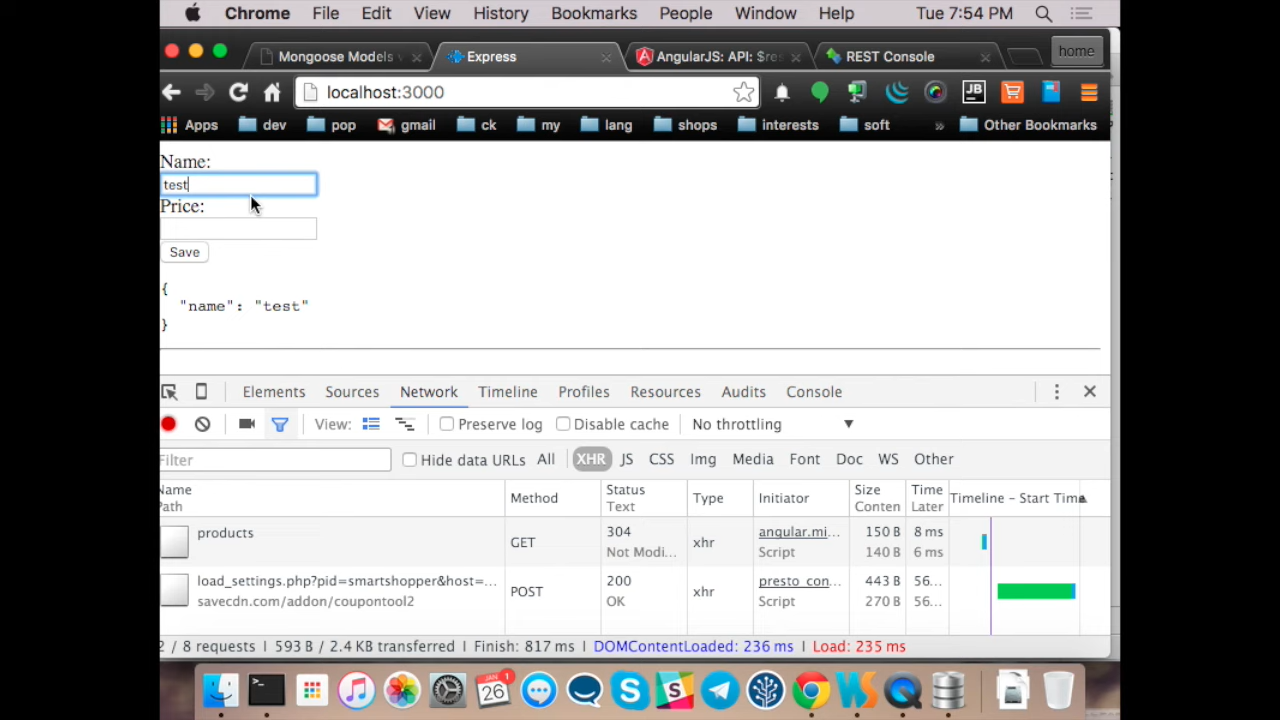 Chrome File Edit View History Bookmarks People Window Help Tue 7:54 PM
Mongoose Models Express AngularJS: API: $res REST Console home
localhost:3000 JB
Apps dev pop gmail ck my lang shops interests soft » Other Bookmarks
Name:
test
Price:
Save
{
"name": "test"
}
Elements Sources Network Timeline Profiles Resources Audits Console
View: Preserve log Disable cache No throttling
Filter Hide data URLs All XHR JS CSS Img Media Font Doc WS Other
Name Method Status Type Initiator Size Time Timeline – Start Time
Path Text Conten Later
products GET 304 xhr angular.mi... 150 B 8 ms
Not Modi... Script 140 B 6 ms
load_settings.php?pid=smartshopper&host=... POST 200 xhr presto_con... 443 B 56...
savecdn.com/addon/coupontool2 OK Script 270 B 56...
2 / 8 requests | 593 B / 2.4 KB transferred | Finish: 817 ms | DOMContentLoaded: 236 ms | Load: 235 ms
JAN 1
26